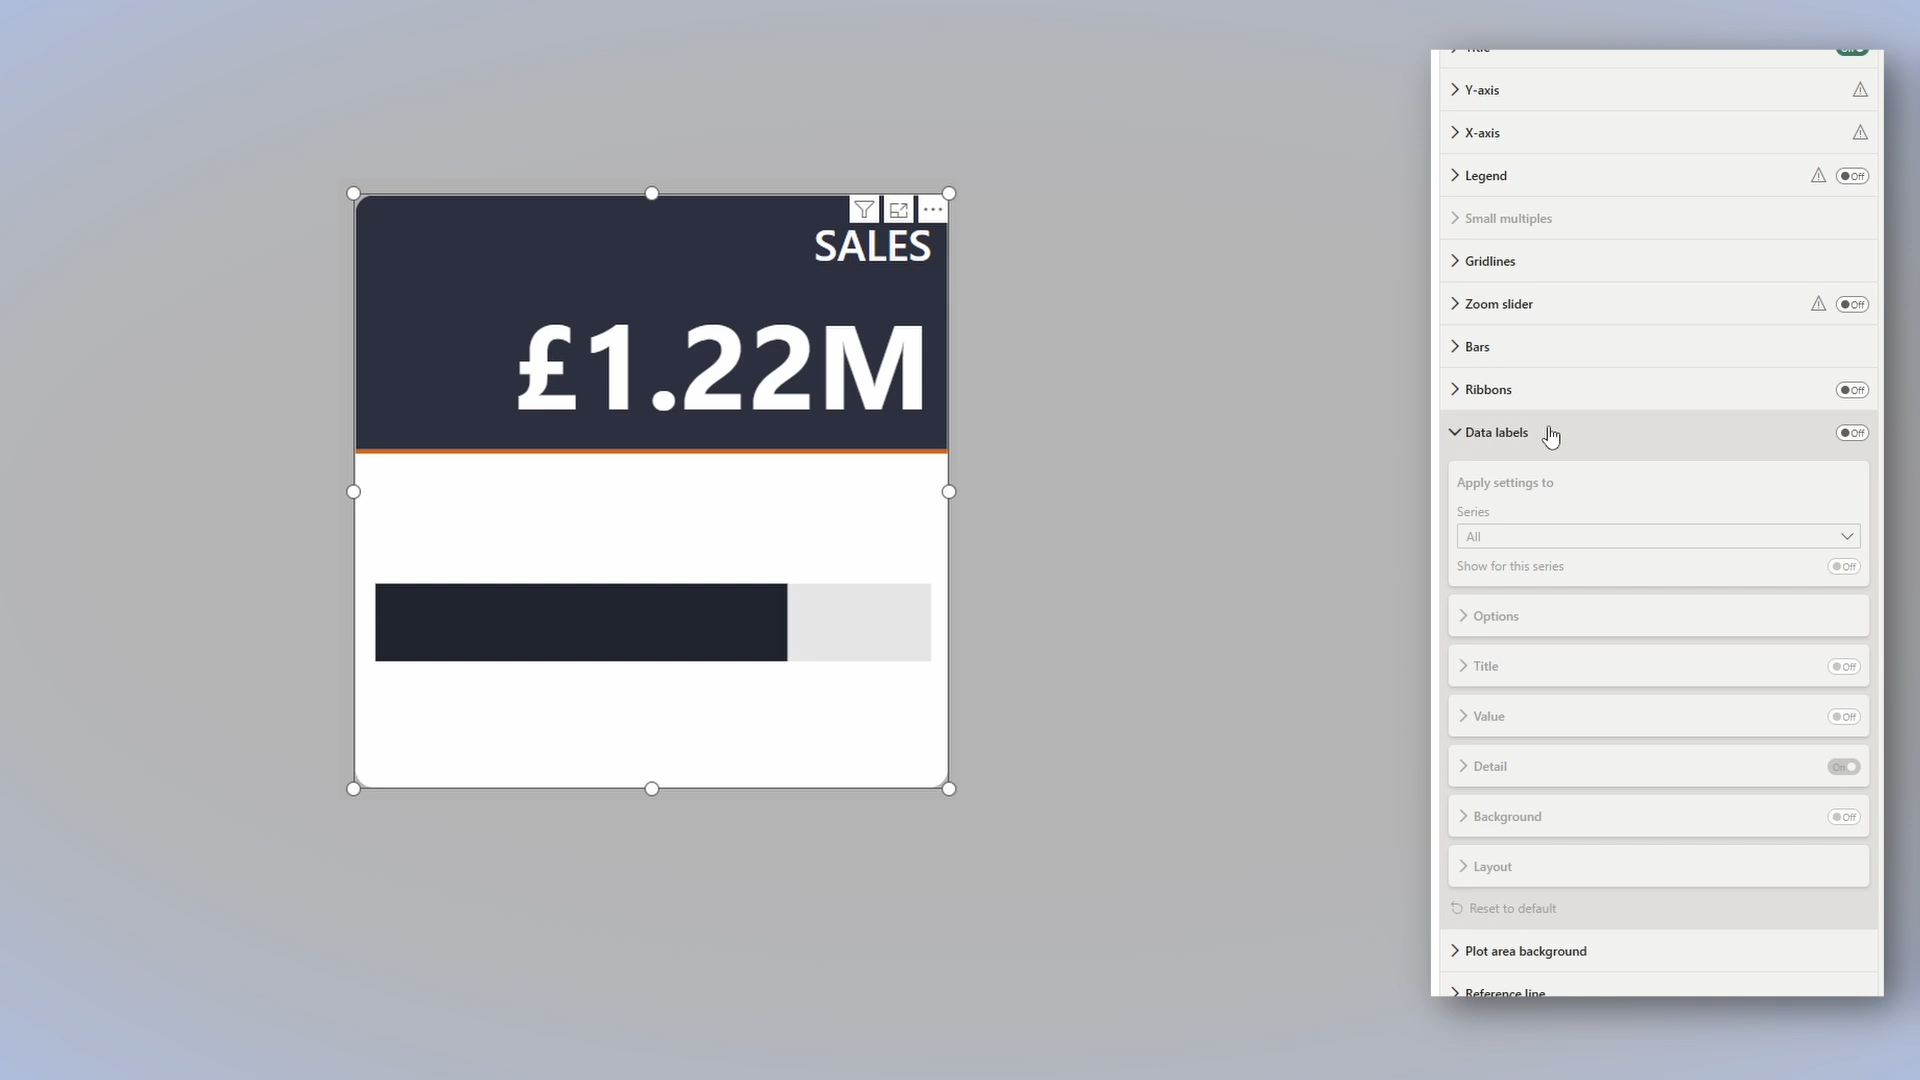 SALES
£1.22M
Title
Y-axis
X-axis
Legend Off
Small multiples
Gridlines
Zoom slider Off
Bars
Ribbons Off
Data labels Off
Apply settings to
Series
All
Show for this series Off
Options
Title Off
Value Off
Detail On
Background Off
Layout
Reset to default
Plot area background
Reference line